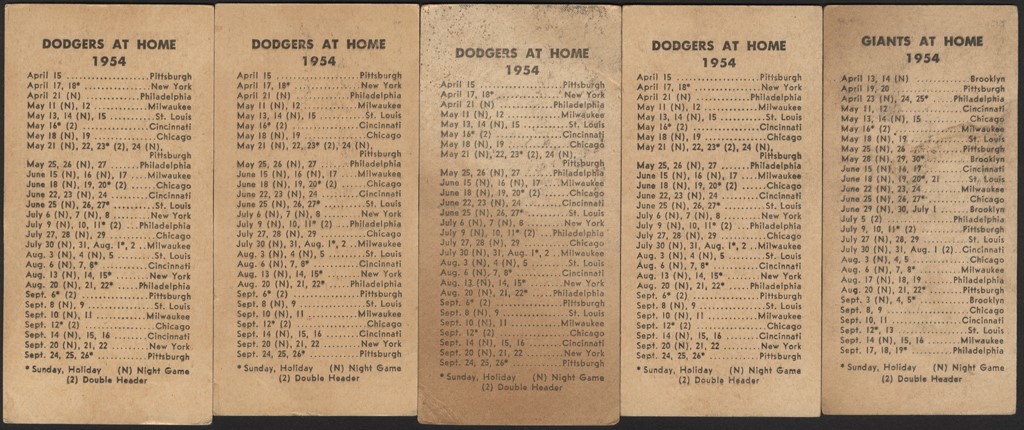 DODGERS AT HOME
1954
April 15 ..................Pittsburgh
April 17, 18* ..............New York
April 21 (N) ............Philadelphia
May 11 (N), 12 ..........Milwaukee
May 13, 14 (N), 15 ......St. Louis
May 16* (2) ..............Cincinnati
May 18 (N), 19 ............Chicago
May 21 (N), 22, 23* (2), 24 (N),
Pittsburgh
May 25, 26 (N), 27 .....Philadelphia
June 15 (N), 16 (N), 17 ....Milwaukee
June 18 (N), 19, 20* (2) ......Chicago
June 22, 23 (N), 24 ........Cincinnati
June 25 (N), 26, 27* ........St. Louis
July 6 (N), 7 (N), 8 ........New York
July 9 (N), 10, 11* (2) ...Philadelphia
July 27, 28 (N), 29 ..........Chicago
July 30 (N), 31, Aug. 1*, 2 ..Milwaukee
Aug. 3 (N), 4 (N), 5 ........St. Louis
Aug. 6 (N), 7, 8* ..........Cincinnati
Aug. 13 (N), 14, 15* ........New York
Aug. 20 (N), 21, 22* .....Philadelphia
Sept. 6* (2) ..............Pittsburgh
Sept. 8 (N), 9 ..............St. Louis
Sept. 10 (N), 11 ..........Milwaukee
Sept. 12* (2) ................Chicago
Sept. 14 (N), 15, 16 ......Cincinnati
Sept. 20 (N), 21, 22 ........New York
Sept. 24, 25, 26* ..........Pittsburgh
* Sunday, Holiday (N) Night Game
(2) Double Header
DODGERS AT HOME
1954
April 15 ..................Pittsburgh
April 17, 18* ..............New York
April 21 (N) ............Philadelphia
May 11 (N), 12 ..........Milwaukee
May 13, 14 (N), 15 ......St. Louis
May 16* (2) ..............Cincinnati
May 18 (N), 19 ............Chicago
May 21 (N), 22, 23* (2), 24 (N),
Pittsburgh
May 25, 26 (N), 27 .....Philadelphia
June 15 (N), 16 (N), 17 ....Milwaukee
June 18 (N), 19, 20* (2) ......Chicago
June 22, 23 (N), 24 ........Cincinnati
June 25 (N), 26, 27* ........St. Louis
July 6 (N), 7 (N), 8 ........New York
July 9 (N), 10, 11* (2) ...Philadelphia
July 27, 28 (N), 29 ..........Chicago
July 30 (N), 31, Aug. 1*, 2 ..Milwaukee
Aug. 3 (N), 4 (N), 5 ........St. Louis
Aug. 6 (N), 7, 8* ..........Cincinnati
Aug. 13 (N), 14, 15* ........New York
Aug. 20 (N), 21, 22* .....Philadelphia
Sept. 6* (2) ..............Pittsburgh
Sept. 8 (N), 9 ..............St. Louis
Sept. 10 (N), 11 ..........Milwaukee
Sept. 12* (2) ................Chicago
Sept. 14 (N), 15, 16 ......Cincinnati
Sept. 20 (N), 21, 22 ........New York
Sept. 24, 25, 26* ..........Pittsburgh
* Sunday, Holiday (N) Night Game
(2) Double Header
DODGERS AT HOME
1954
April 15 ..................Pittsburgh
April 17, 18* ..............New York
April 21 (N) ............Philadelphia
May 11 (N), 12 ..........Milwaukee
May 13, 14 (N), 15 ......St. Louis
May 16* (2) ..............Cincinnati
May 18 (N), 19 ............Chicago
May 21 (N), 22, 23* (2), 24 (N),
Pittsburgh
May 25, 26 (N), 27 .....Philadelphia
June 15 (N), 16 (N), 17 ....Milwaukee
June 18 (N), 19, 20* (2) ......Chicago
June 22, 23 (N), 24 ........Cincinnati
June 25 (N), 26, 27* ........St. Louis
July 6 (N), 7 (N), 8 ........New York
July 9 (N), 10, 11* (2) ...Philadelphia
July 27, 28 (N), 29 ..........Chicago
July 30 (N), 31, Aug. 1*, 2 ..Milwaukee
Aug. 3 (N), 4 (N), 5 ........St. Louis
Aug. 6 (N), 7, 8* ..........Cincinnati
Aug. 13 (N), 14, 15* ........New York
Aug. 20 (N), 21, 22* .....Philadelphia
Sept. 6* (2) ..............Pittsburgh
Sept. 8 (N), 9 ..............St. Louis
Sept. 10 (N), 11 ..........Milwaukee
Sept. 12* (2) ................Chicago
Sept. 14 (N), 15, 16 ......Cincinnati
Sept. 20 (N), 21, 22 ........New York
Sept. 24, 25, 26* ..........Pittsburgh
* Sunday, Holiday (N) Night Game
(2) Double Header
DODGERS AT HOME
1954
April 15 ..................Pittsburgh
April 17, 18* ..............New York
April 21 (N) ............Philadelphia
May 11 (N), 12 ..........Milwaukee
May 13, 14 (N), 15 ......St. Louis
May 16* (2) ..............Cincinnati
May 18 (N), 19 ............Chicago
May 21 (N), 22, 23* (2), 24 (N),
Pittsburgh
May 25, 26 (N), 27 .....Philadelphia
June 15 (N), 16 (N), 17 ....Milwaukee
June 18 (N), 19, 20* (2) ......Chicago
June 22, 23 (N), 24 ........Cincinnati
June 25 (N), 26, 27* ........St. Louis
July 6 (N), 7 (N), 8 ........New York
July 9 (N), 10, 11* (2) ...Philadelphia
July 27, 28 (N), 29 ..........Chicago
July 30 (N), 31, Aug. 1*, 2 ..Milwaukee
Aug. 3 (N), 4 (N), 5 ........St. Louis
Aug. 6 (N), 7, 8* ..........Cincinnati
Aug. 13 (N), 14, 15* ........New York
Aug. 20 (N), 21, 22* .....Philadelphia
Sept. 6* (2) ..............Pittsburgh
Sept. 8 (N), 9 ..............St. Louis
Sept. 10 (N), 11 ..........Milwaukee
Sept. 12* (2) ................Chicago
Sept. 14 (N), 15, 16 ......Cincinnati
Sept. 20 (N), 21, 22 ........New York
Sept. 24, 25, 26* ..........Pittsburgh
* Sunday, Holiday (N) Night Game
(2) Double Header
GIANTS AT HOME
1954
April 13, 14 (N) ............Brooklyn
April 19, 20 ..............Pittsburgh
April 23 (N), 24, 25* ....Philadelphia
May 11, 12 ..............Cincinnati
May 13, 14 (N), 15 ........Chicago
May 16* (2) ..............Milwaukee
May 18 (N), 19 ............St. Louis
May 25 (N), 26 ............Pittsburgh
May 28 (N), 29, 30* ........Brooklyn
June 15 (N), 16, 17 ........Cincinnati
June 18 (N), 19, 20*, 21 ....St. Louis
June 22 (N), 23, 24 ........Milwaukee
June 25 (N), 26, 27* ..........Chicago
June 29 (N), 30, July 1 ......Brooklyn
July 5 (2) ................Philadelphia
July 9, 10, 11* (2) ..........Pittsburgh
July 27 (N), 28, 29 ..........St. Louis
July 30 (N), 31, Aug. 1 (2) ..Cincinnati
Aug. 3 (N), 4, 5 ..............Chicago
Aug. 6 (N), 7, 8* ..........Milwaukee
Aug. 17 (N), 18, 19 ......Philadelphia
Aug. 20 (N), 21, 22* ......Pittsburgh
Sept. 3 (N), 4, 5* ..........Brooklyn
Sept. 8, 9 ..................Chicago
Sept. 10, 11 ..............Cincinnati
Sept. 12*, 13 ..............St. Louis
Sept. 14 (N), 15, 16 ......Milwaukee
Sept. 17, 18, 19* ........Philadelphia
* Sunday, Holiday (N) Night Game
(2) Double Header